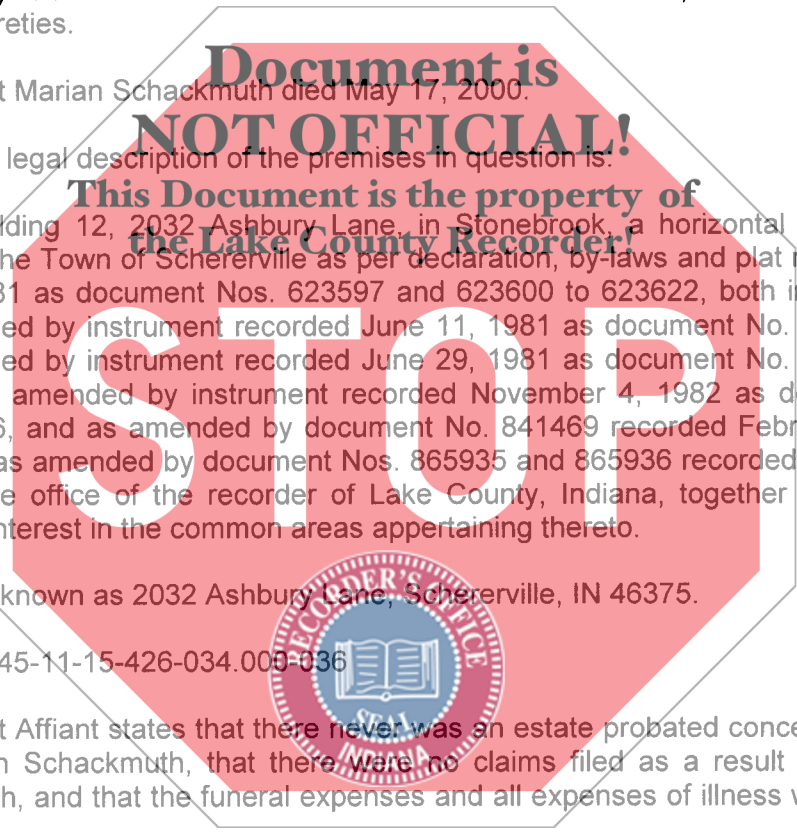 reties.
Document is
t Marian Schackmuth died May 17, 2000.
NOT OFFICIAL!
legal description of the premises in question is:
This Document is the property of
lding 12, 2032 Ashbury Lane, in Stonebrook, a horizontal
the Lake County Recorder!
he Town of Schererville as per declaration, by-laws and plat
31 as document Nos. 623597 and 623600 to 623622, both i
ed by instrument recorded June 11, 1981 as document No.
ed by instrument recorded June 29, 1981 as document No.
amended by instrument recorded November 4, 1982 as d
6, and as amended by document No. 841469 recorded Febr
as amended by document Nos. 865935 and 865936 recorded
e office of the recorder of Lake County, Indiana, together
nterest in the common areas appertaining thereto.
STOP
known as 2032 Ashbury Lane, Schererville, IN 46375.
45-11-15-426-034.000-036
RECORDER'S OFFICE
SEAL
INDIANA
t Affiant states that there never was an estate probated conce
n Schackmuth, that there were no claims filed as a result
h, and that the funeral expenses and all expenses of illness